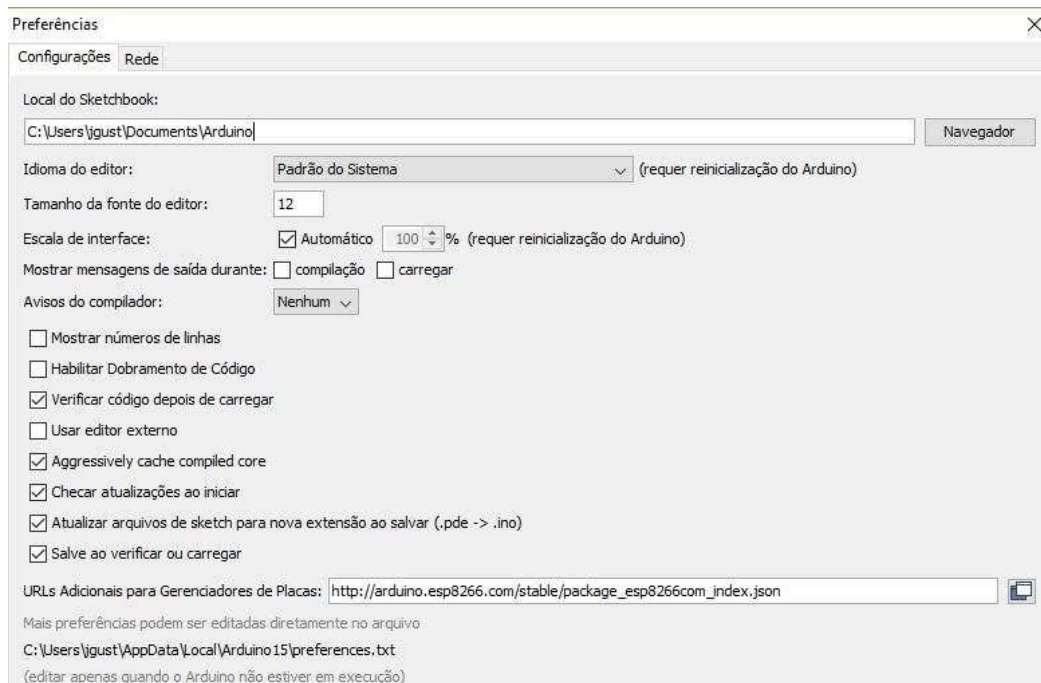 Preferências
Configurações Rede
Local do Sketchbook:
C:\Users\jgust\Documents\Arduino Navegador
Idioma do editor: Padrão do Sistema (requer reinicialização do Arduino)
Tamanho da fonte do editor: 12
Escala de interface: Automático 100 % (requer reinicialização do Arduino)
Mostrar mensagens de saída durante: compilação carregar
Avisos do compilador: Nenhum
Mostrar números de linhas
Habilitar Dobramento de Código
Verificar código depois de carregar
Usar editor externo
Aggressively cache compiled core
Checar atualizações ao iniciar
Atualizar arquivos de sketch para nova extensão ao salvar (.pde -> .ino)
Salve ao verificar ou carregar
URLs Adicionais para Gerenciadores de Placas: http://arduino.esp8266.com/stable/package_esp8266com_index.json
Mais preferências podem ser editadas diretamente no arquivo
C:\Users\jgust\AppData\Local\Arduino15\preferences.txt
(editar apenas quando o Arduino não estiver em execução)